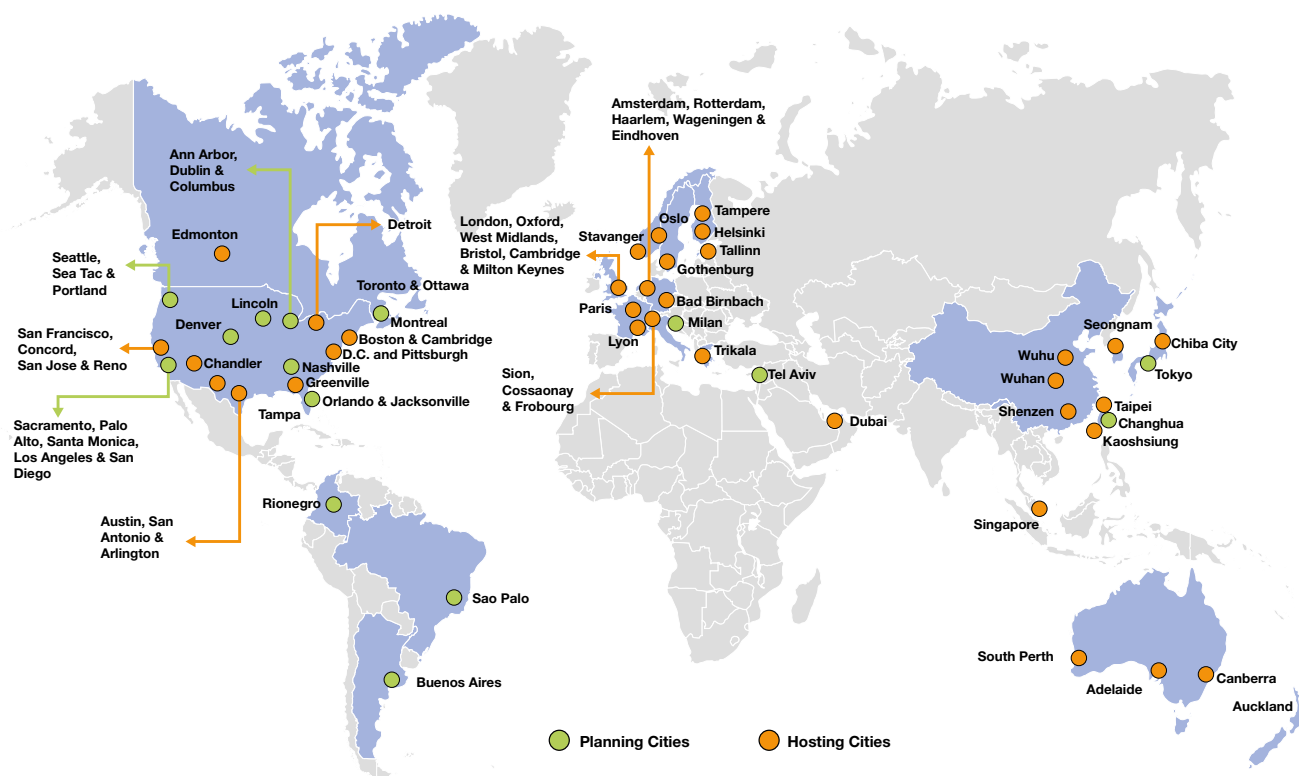 Amsterdam, Rotterdam,
Haarlem, Wageningen &
Eindhoven
Ann Arbor,
Dublin &
Columbus
Detroit
Edmonton
Seattle,
Sea Tac &
Portland
Toronto & Ottawa
Lincoln
Montreal
Denver
San Francisco,
Concord,
San Jose & Reno
Boston & Cambridge
D.C. and Pittsburgh
Chandler
Nashville
Greenville
Orlando & Jacksonville
Tampa
Sacramento, Palo
Alto, Santa Monica,
Los Angeles & San
Diego
Austin, San
Antonio &
Arlington
Rionegro
Sao Palo
Buenos Aires
London, Oxford,
West Midlands,
Bristol, Cambridge
& Milton Keynes
Stavanger
Oslo
Tampere
Helsinki
Tallinn
Gothenburg
Paris
Bad Birnbach
Milan
Lyon
Trikala
Sion,
Cossaonay
& Frobourg
Tel Aviv
Dubai
Seongnam
Chiba City
Wuhu
Tokyo
Wuhan
Shenzen
Taipei
Changhua
Kaoshsiung
Singapore
South Perth
Adelaide
Canberra
Auckland
Planning Cities
Hosting Cities